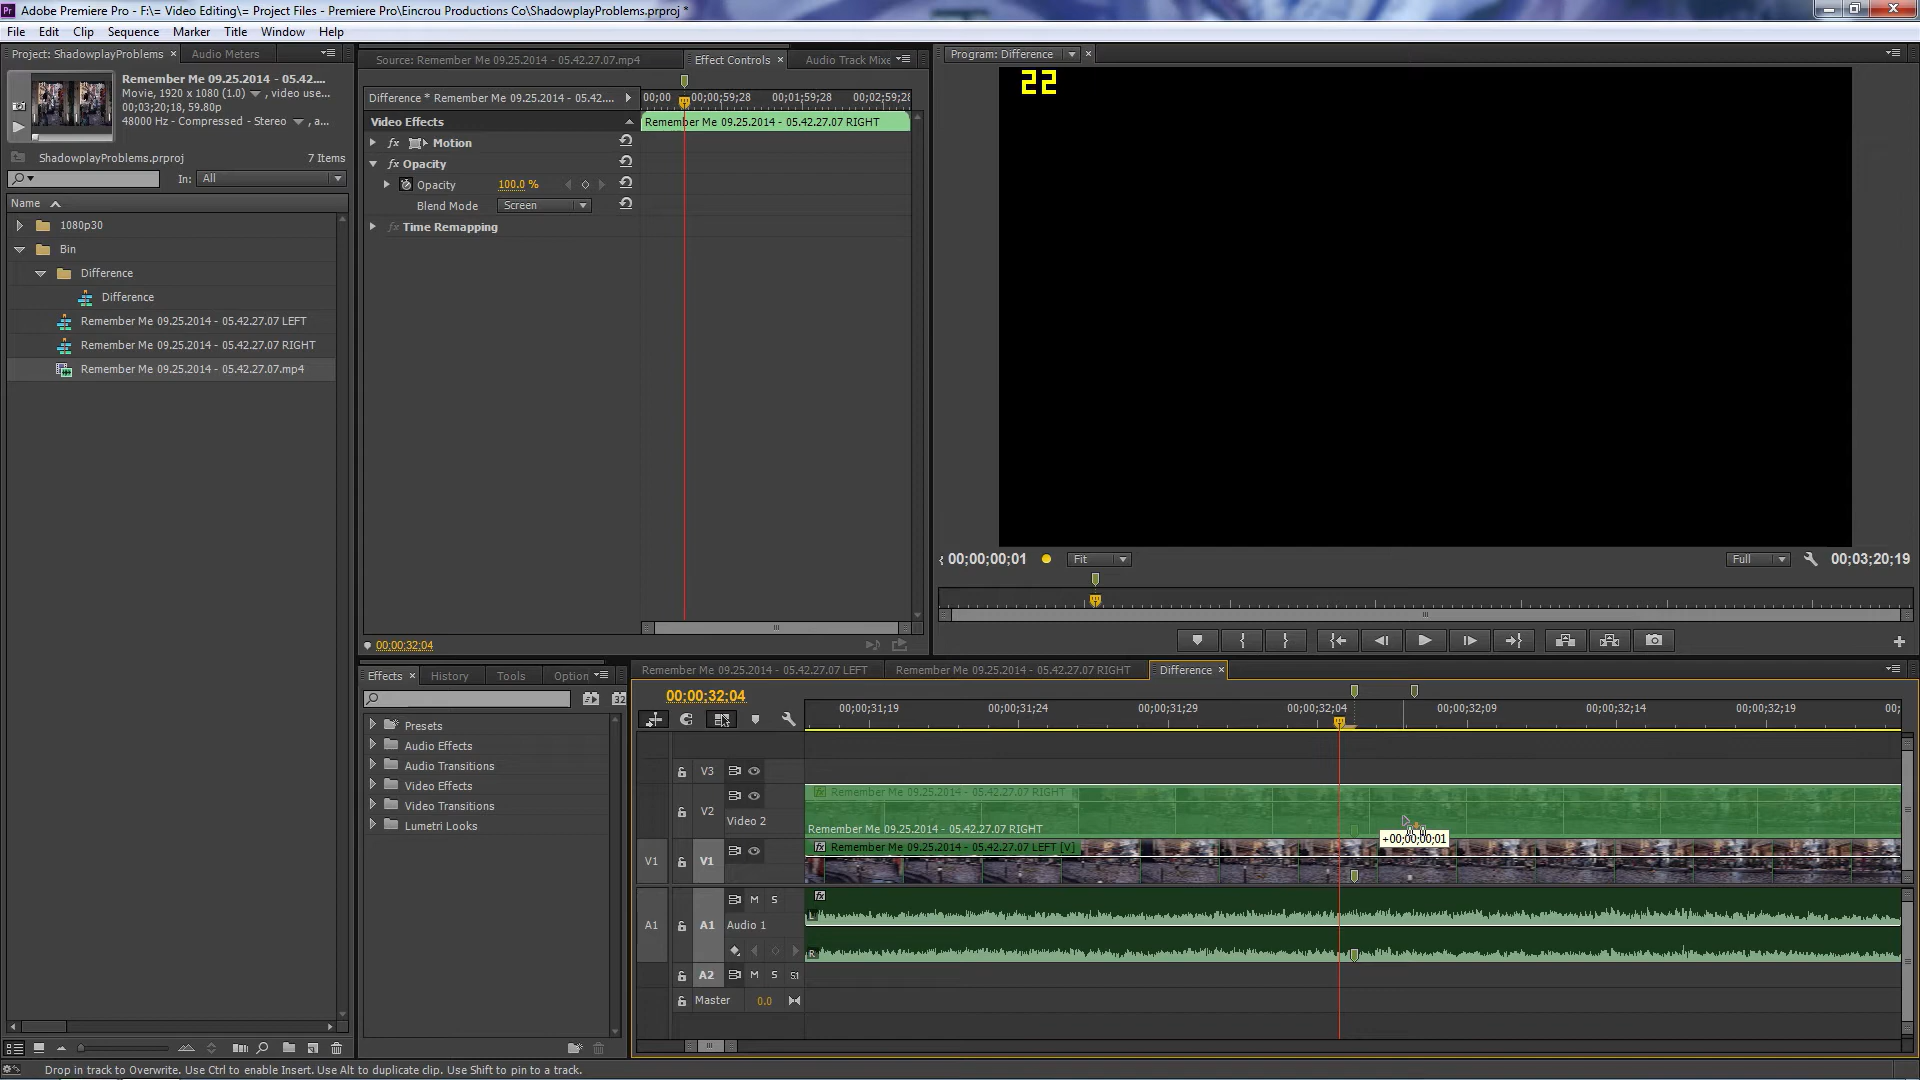 Adobe Premiere Pro - F:\= Video Editing\= Project Files - Premiere Pro\Eincrou Productions Co\ShadowplayProblems.prproj *
File Edit Clip Sequence Marker Title Window Help
Project: ShadowplayProblems × Audio Meters
Remember Me 09.25.2014 - 05.42....
Movie, 1920 x 1080 (1.0) , video use...
00;03;20;18, 59.80p
48000 Hz - Compressed - Stereo , a...
ShadowplayProblems.prproj 7 Items
In: All
Name
1080p30
Bin
Difference
Difference
Remember Me 09.25.2014 - 05.42.27.07 LEFT
Remember Me 09.25.2014 - 05.42.27.07 RIGHT
Remember Me 09.25.2014 - 05.42.27.07.mp4
Source: Remember Me 09.25.2014 - 05.42.27.07.mp4 Effect Controls × Audio Track Mixe
Difference * Remember Me 09.25.2014 - 05.42....
00;00 00;00;59;28 00;01;59;28 00;02;59;28
Video Effects
Remember Me 09.25.2014 - 05.42.27.07 RIGHT
fx Motion
fx Opacity
Opacity 100.0 %
Blend Mode Screen
fx Time Remapping
00;00;32;04
Program: Difference ×
22
00;00;00;01 Fit Full 00;03;20;19
Effects × History Tools Option
32
Presets
Audio Effects
Audio Transitions
Video Effects
Video Transitions
Lumetri Looks
Remember Me 09.25.2014 - 05.42.27.07 LEFT Remember Me 09.25.2014 - 05.42.27.07 RIGHT Difference ×
00;00;32;04
00;00;31;19 00;00;31;24 00;00;31;29 00;00;32;04 00;00;32;09 00;00;32;14 00;00;32;19 00;
V3
V2 Video 2
fx Remember Me 09.25.2014 - 05.42.27.07 RIGHT
Remember Me 09.25.2014 - 05.42.27.07 RIGHT
+00;00;00;01
V1 V1
fx Remember Me 09.25.2014 - 05.42.27.07 LEFT [V]
M S fx
A1 A1 Audio 1
L
R
A2 M S 51
Master 0.0
Drop in track to Overwrite. Use Ctrl to enable Insert. Use Alt to duplicate clip. Use Shift to pin to a track.